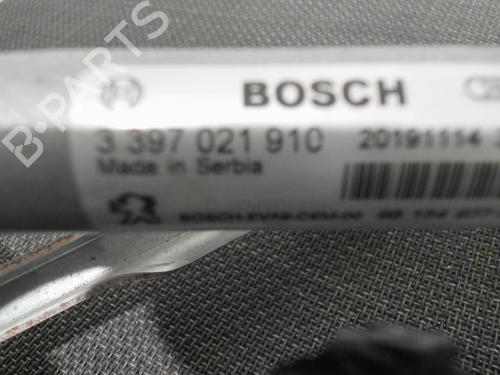 B-PARTS
BOSCH
3 397 021 910 20191114
Made in Serbia